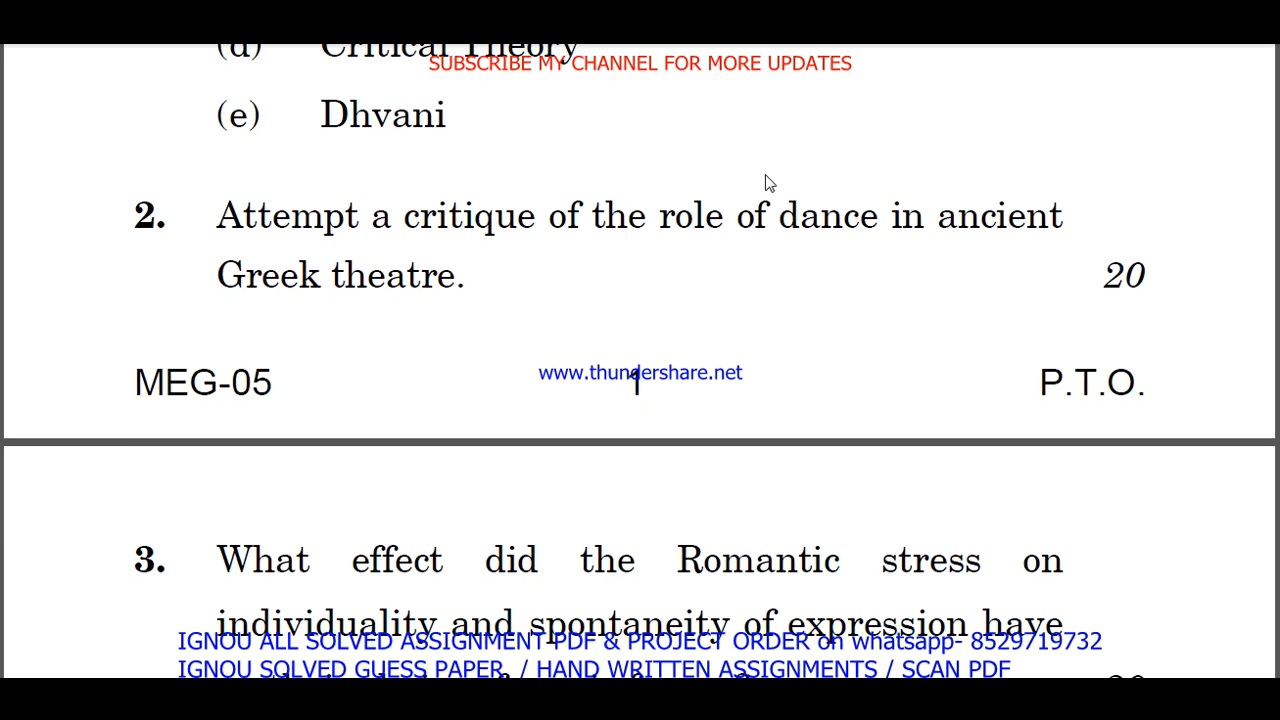 (d) Critical Theory
SUBSCRIBE MY CHANNEL FOR MORE UPDATES
(e) Dhvani
2. Attempt a critique of the role of dance in ancient
Greek theatre. 20
MEG-05 1 P.T.O.
www.thundershare.net
3. What effect did the Romantic stress on
individuality and spontaneity of expression have
IGNOU ALL SOLVED ASSIGNMENT PDF & PROJECT ORDER on whatsapp- 8529719732
IGNOU SOLVED GUESS PAPER / HAND WRITTEN ASSIGNMENTS / SCAN PDF